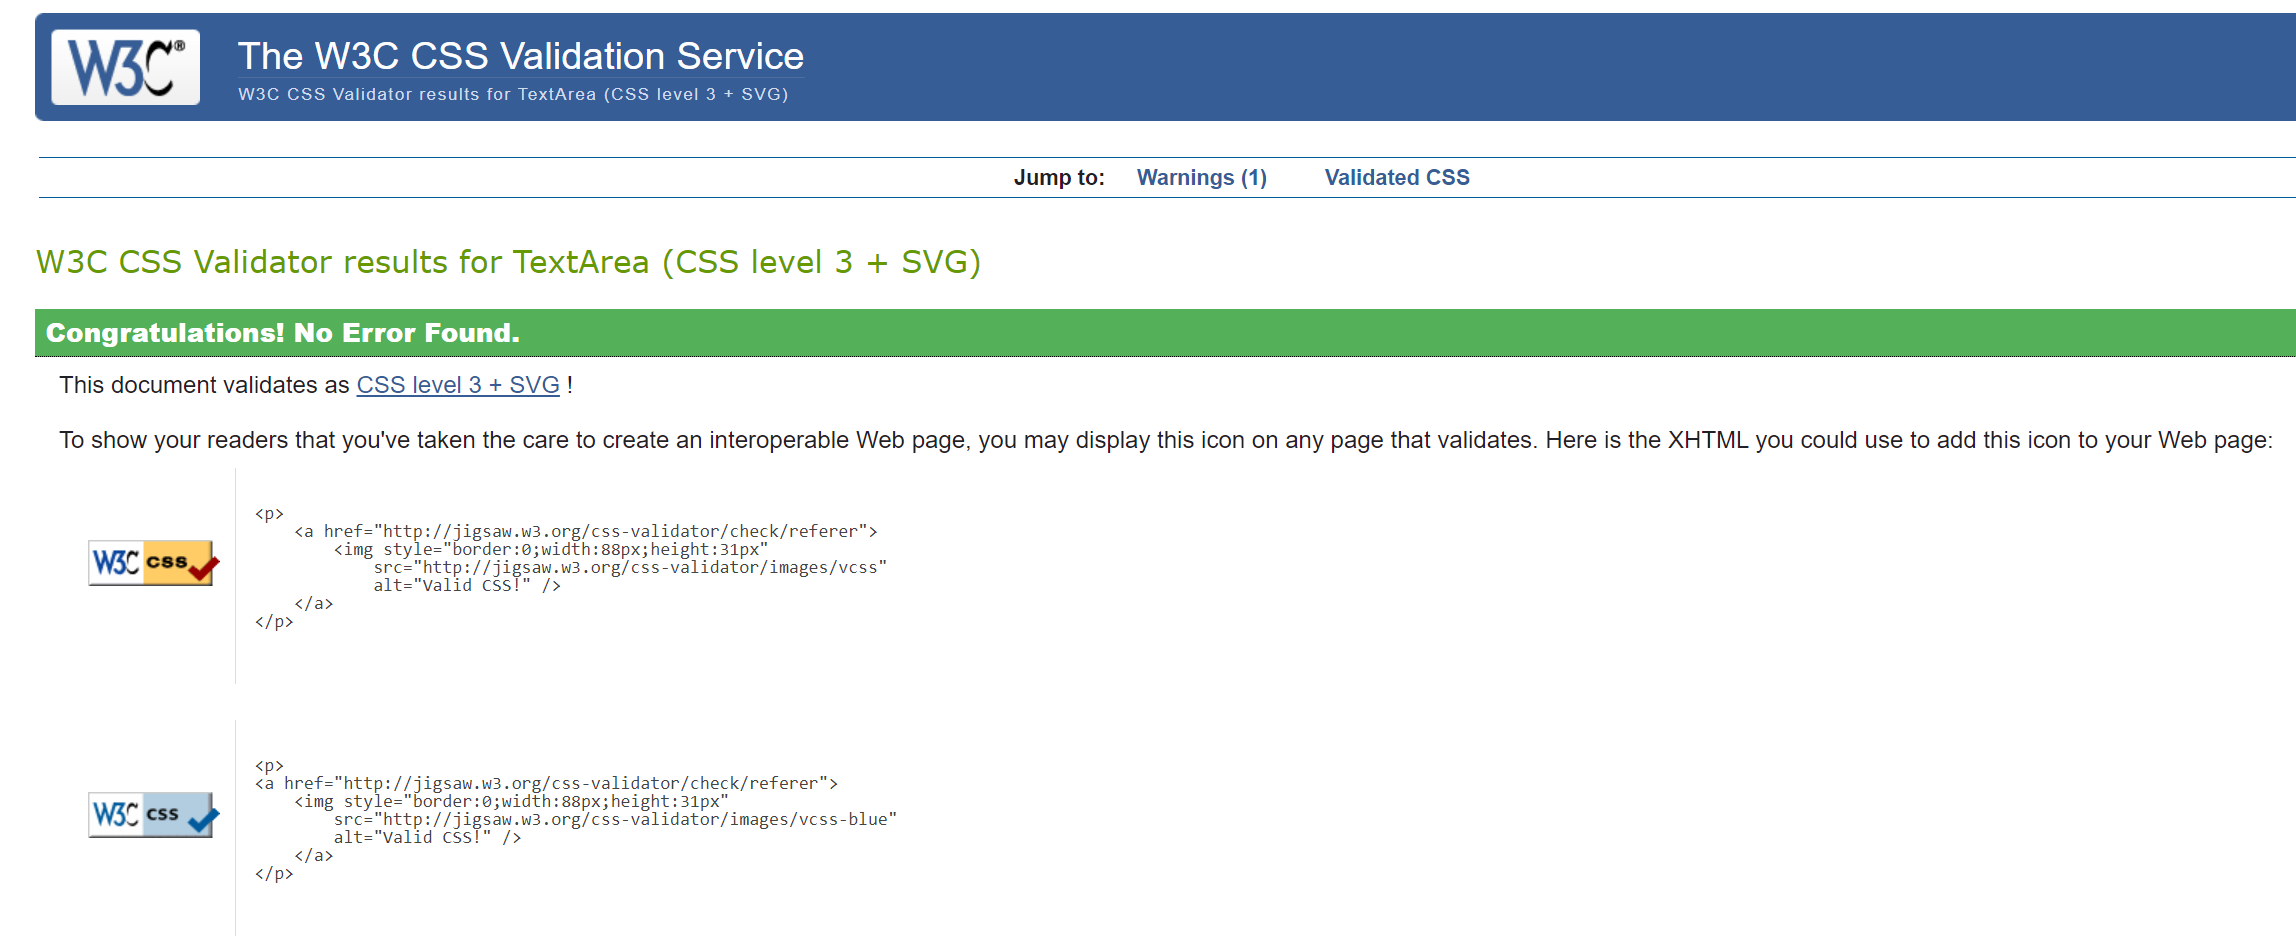 W3C®
The W3C CSS Validation Service
W3C CSS Validator results for TextArea (CSS level 3 + SVG)
Jump to: Warnings (1) Validated CSS
W3C CSS Validator results for TextArea (CSS level 3 + SVG)
Congratulations! No Error Found.
This document validates as CSS level 3 + SVG !
To show your readers that you've taken the care to create an interoperable Web page, you may display this icon on any page that validates. Here is the XHTML you could use to add this icon to your Web page:
W3C css
<p>
    <a href="http://jigsaw.w3.org/css-validator/check/referer">
        <img style="border:0;width:88px;height:31px"
            src="http://jigsaw.w3.org/css-validator/images/vcss"
            alt="Valid CSS!" />
    </a>
</p>
W3C css
<p>
<a href="http://jigsaw.w3.org/css-validator/check/referer">
    <img style="border:0;width:88px;height:31px"
        src="http://jigsaw.w3.org/css-validator/images/vcss-blue"
        alt="Valid CSS!" />
    </a>
</p>